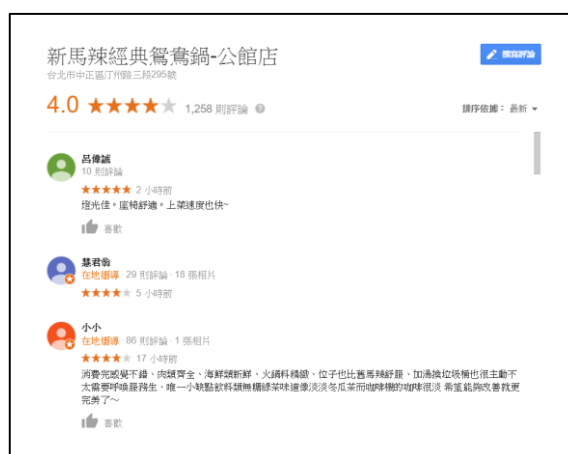 新馬辣經典鴛鴦鍋-公館店
撰寫評論
台北市中正區汀州路三段295號
4.0 1,258 則評論
排序依據： 最新
呂偉誠
10 則評論
2 小時前
燈光佳。座椅舒適。上菜速度也快~
喜歡
慧君翁
在地嚮導 · 29 則評論 · 18 張相片
5 小時前
小小
在地嚮導 · 86 則評論 · 1 張相片
17 小時前
消費完感覺不錯、肉類齊全、海鮮類新鮮、火鍋料精緻、位子也比舊馬辣舒服、加湯換垃圾桶也很主動不
太需要呼喚服務生、唯一小缺點飲料類無糖綠茶味道像淡淡冬瓜茶而咖啡機的咖啡很淡 希望能夠改善就更
完美了～
喜歡